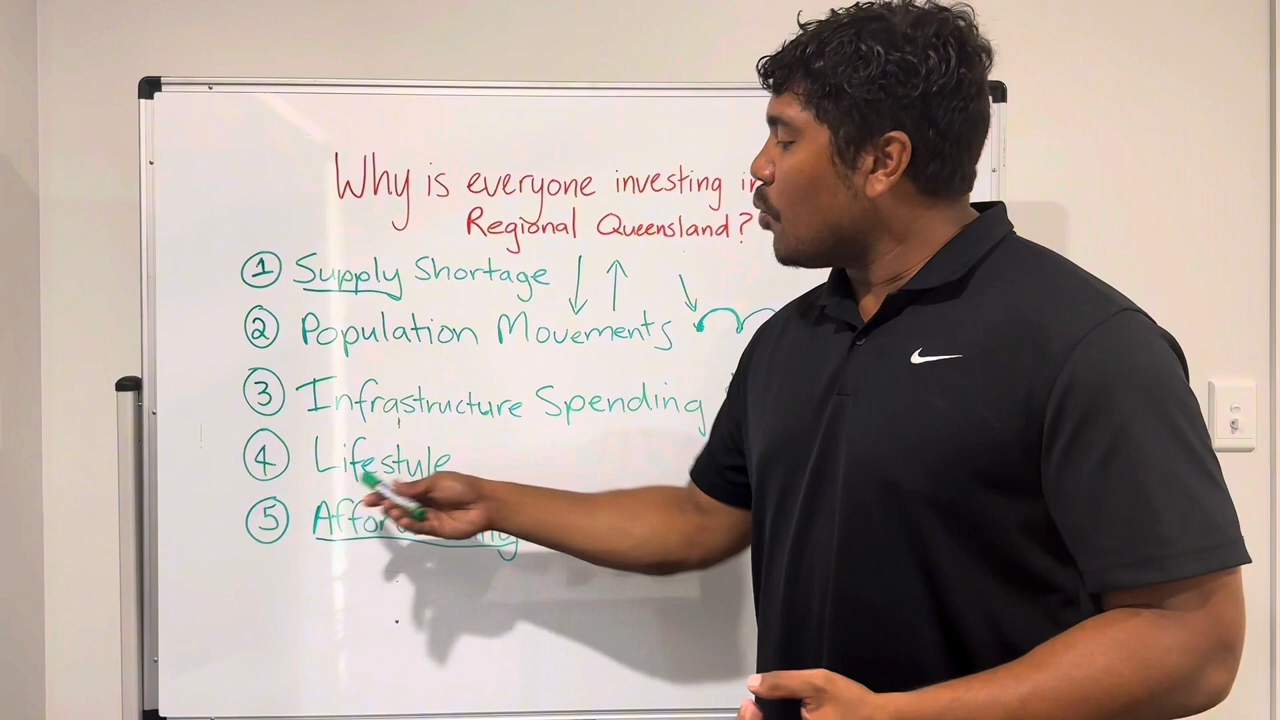 Why is everyone investing in
Regional Queensland?
① Supply Shortage
② Population Movements
③ Infrastructure Spending
④ Lifestyle
⑤